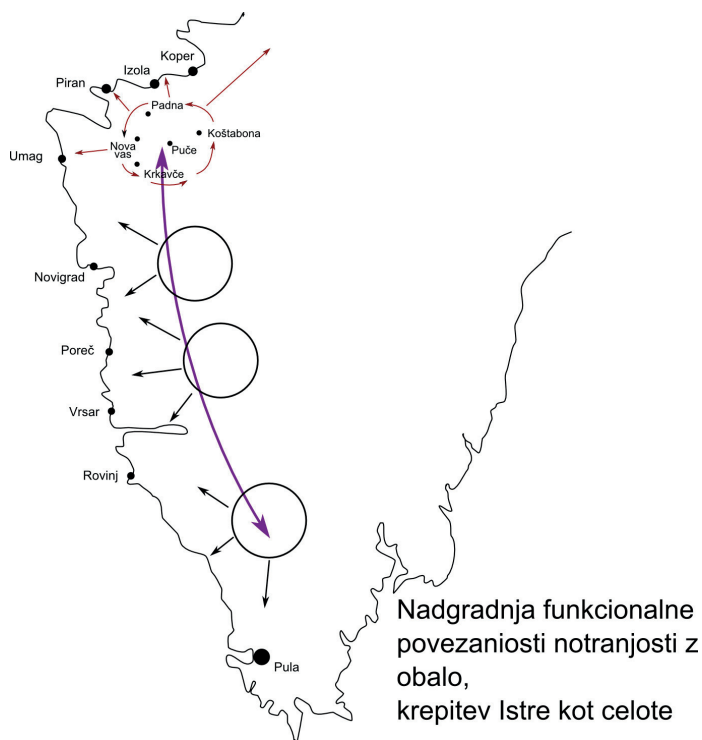 Koper
Izola
Piran
Padna
Koštabona
Nova
vas
Puče
Umag
Krkavče
Novigrad
Poreč
Vrsar
Rovinj
Pula
Nadgradnja funkcionalne
povezaniosti notranjosti z
obalo,
krepitev Istre kot celote